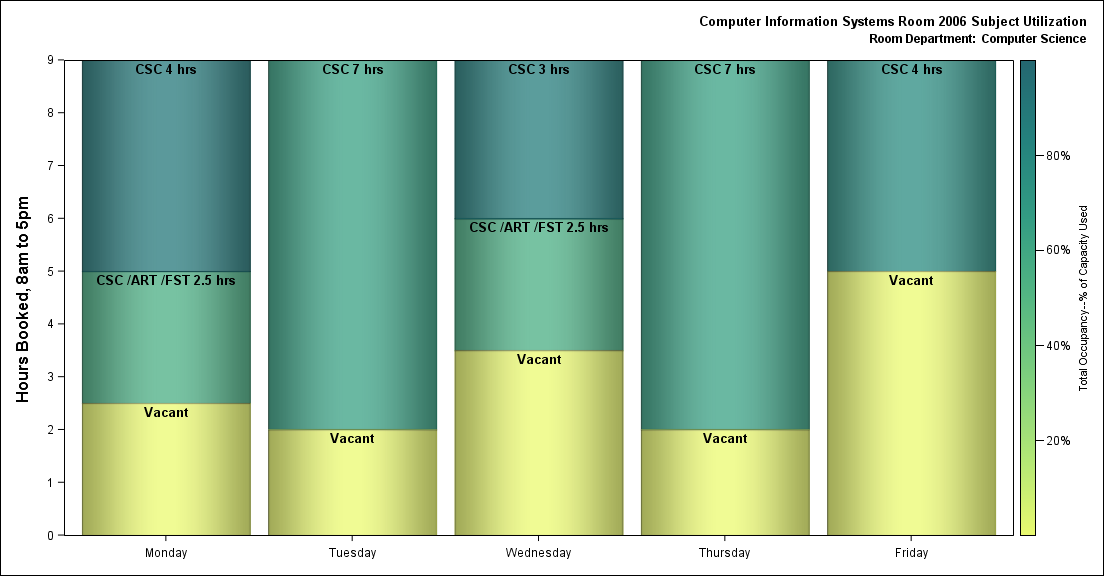 Computer Information Systems Room 2006 Subject Utilization
Room Department: Computer Science
Hours Booked, 8am to 5pm
9
8
7
6
5
4
3
2
1
0
CSC 4 hrs
CSC /ART /FST 2.5 hrs
Vacant
CSC 7 hrs
Vacant
CSC 3 hrs
CSC /ART /FST 2.5 hrs
Vacant
CSC 7 hrs
Vacant
CSC 4 hrs
Vacant
Monday
Tuesday
Wednesday
Thursday
Friday
80%
60%
40%
20%
Total Occupancy--% of Capacity Used